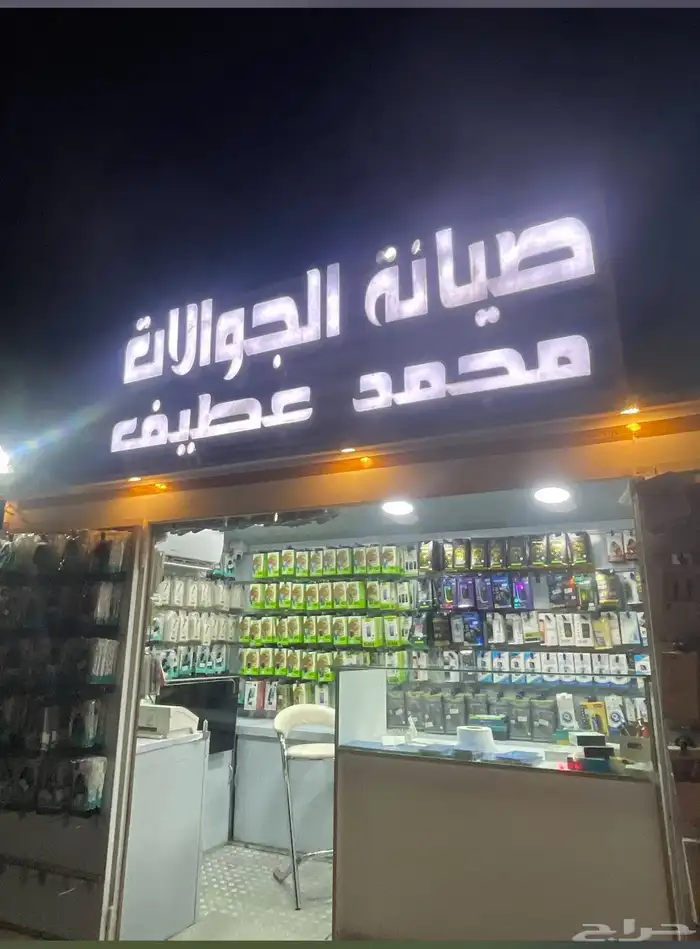 صيانة الجوالات
محمد عطيف
حراج